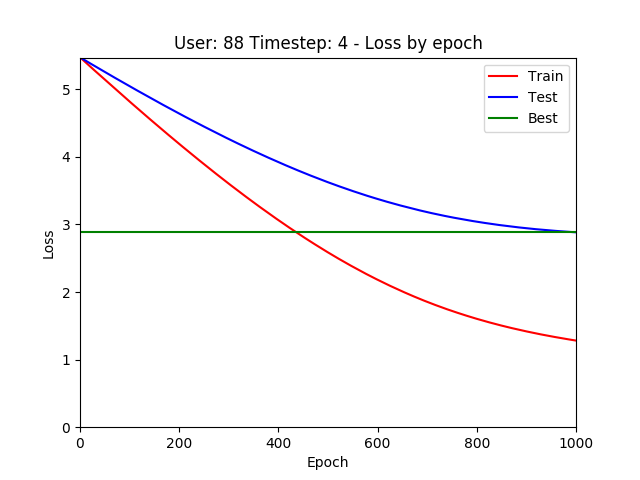 User: 88 Timestep: 4 - Loss by epoch
Train
Test
Best
5
4
3
2
1
0
Loss
0 200 400 600 800 1000
Epoch